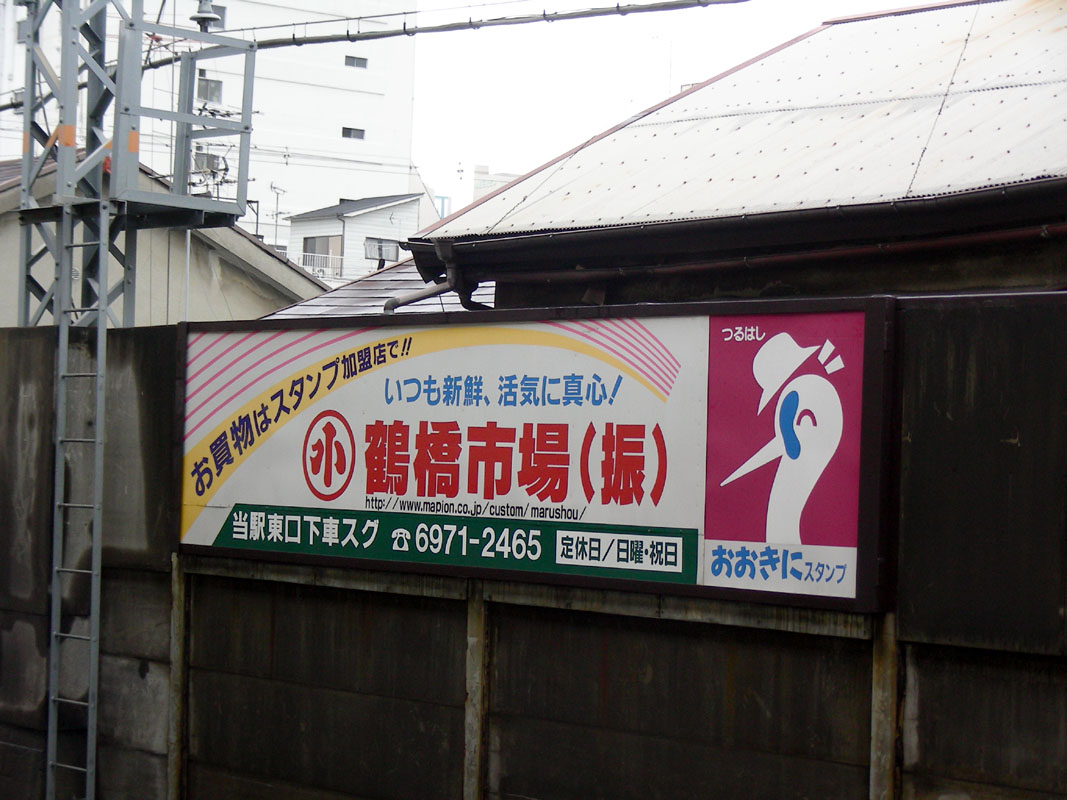 お買物はスタンプ加盟店で!!
いつも新鮮、活気に真心!
小 鶴橋市場(振)
http://www.mapion.co.jp/custom/marushou/
当駅東口下車スグ ☎6971-2465 定休日/日曜・祝日
つるはし
おおきにスタンプ